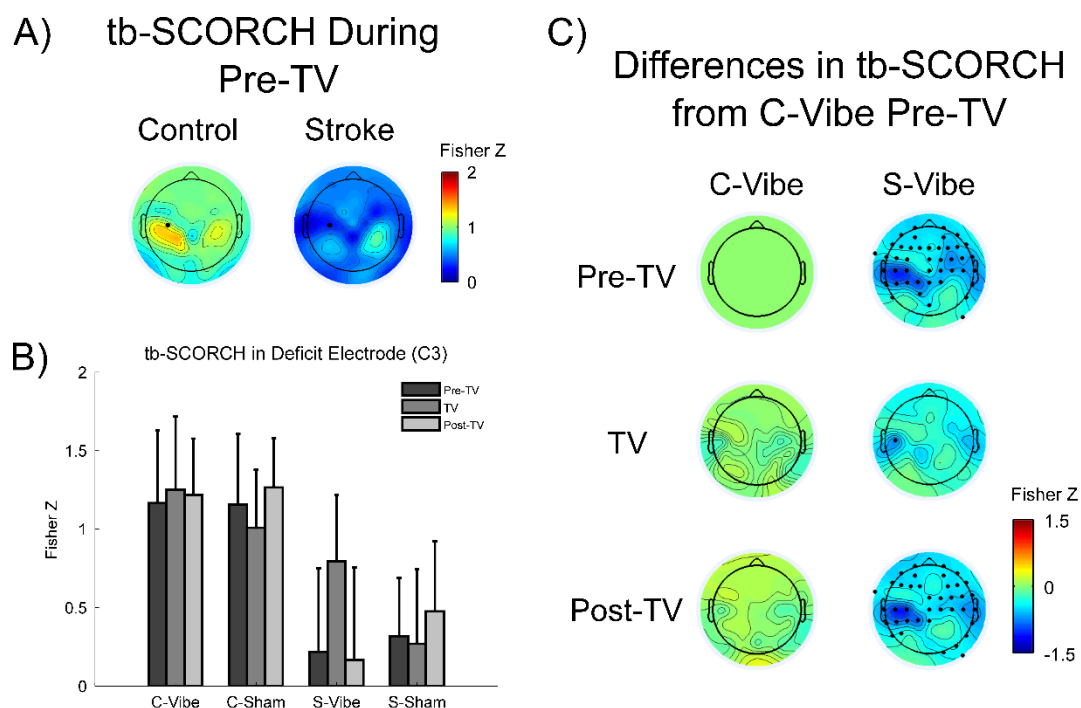 A)
tb-SCORCH During
Pre-TV
Control
Stroke
Fisher Z
2
1
0
B)
tb-SCORCH in Deficit Electrode (C3)
2
1.5
1
0.5
0
Fisher Z
Pre-TV
TV
Post-TV
C-Vibe
C-Sham
S-Vibe
S-Sham
C)
Differences in tb-SCORCH
from C-Vibe Pre-TV
C-Vibe
S-Vibe
Pre-TV
TV
Post-TV
Fisher Z
1.5
0
-1.5